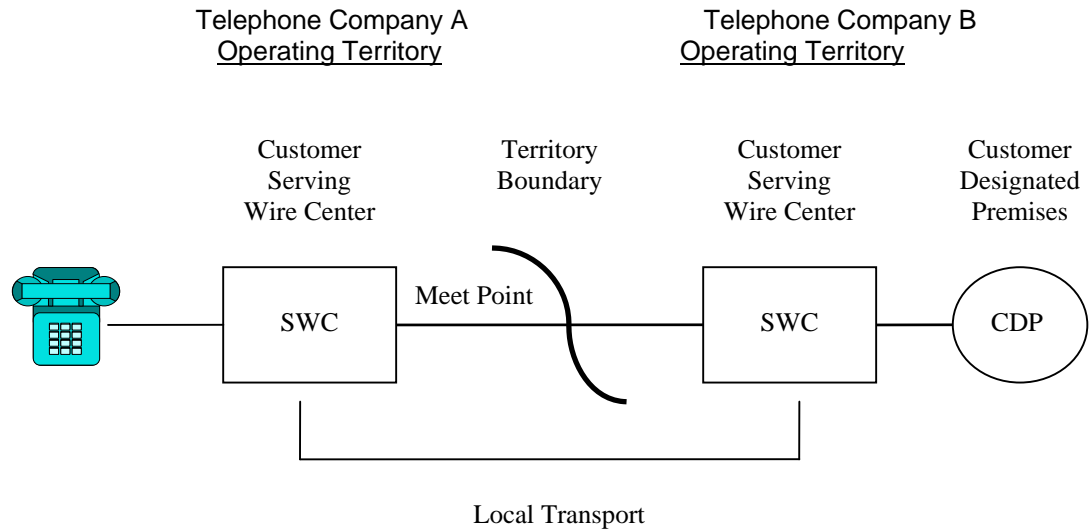 Telephone Company A
Operating Territory
Telephone Company B
Operating Territory
Customer
Serving
Wire Center
Territory
Boundary
Customer
Serving
Wire Center
Customer
Designated
Premises
SWC
Meet Point
SWC
CDP
Local Transport